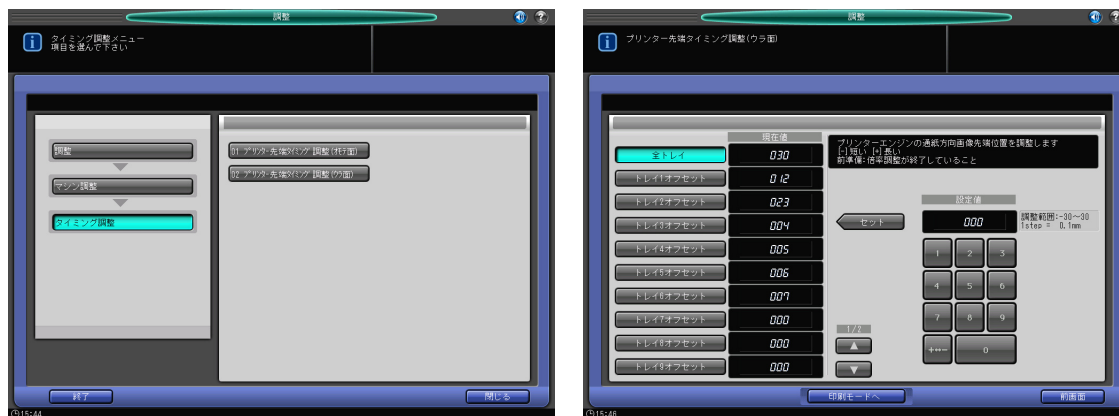 調整
タイミング調整メニュー
項目を選んで下さい
調整
マシン調整
タイミング調整
01 プリンター先端タイミング調整(オモテ面)
02 プリンター先端タイミング調整(ウラ面)
終了
閉じる
15:44
調整
プリンター先端タイミング調整(ウラ面)
現在値
全トレイ 030
トレイ1オフセット 012
トレイ2オフセット 023
トレイ3オフセット 004
トレイ4オフセット 005
トレイ5オフセット 006
トレイ6オフセット 007
トレイ7オフセット 000
トレイ8オフセット 000
トレイ9オフセット 000
プリンターエンジンの通紙方向画像先端位置を調整します
[-]短い [+]長い
前準備:倍率調整が終了していること
設定値
セット
000
調整範囲:-30～30
1step = 0.1mm
1 2 3
4 5 6
7 8 9
+↔- 0
1/2
印刷モードへ
前画面
15:46